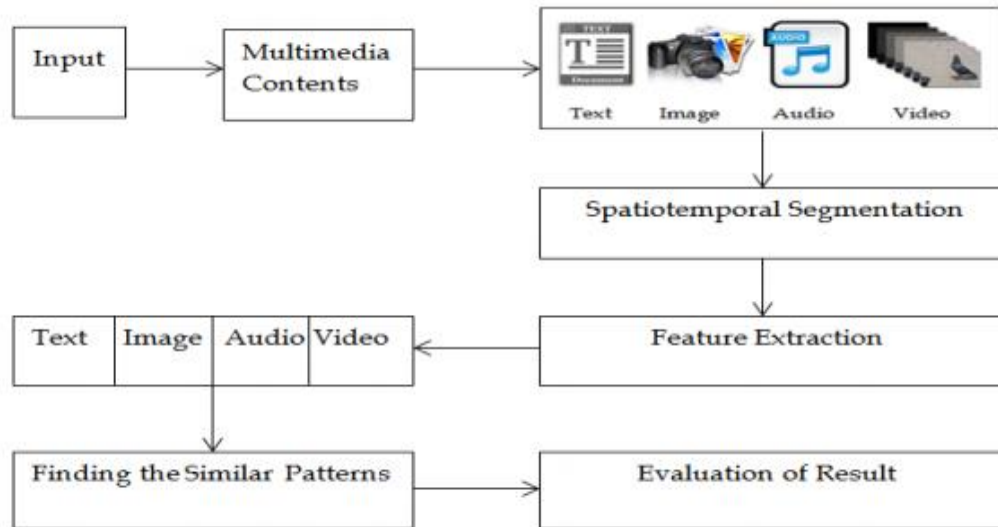 Input
Multimedia
Contents
TEXT
T
Document
AUDIO
Text Image Audio Video
Spatiotemporal Segmentation
Feature Extraction
Text Image Audio Video
Finding the Similar Patterns
Evaluation of Result